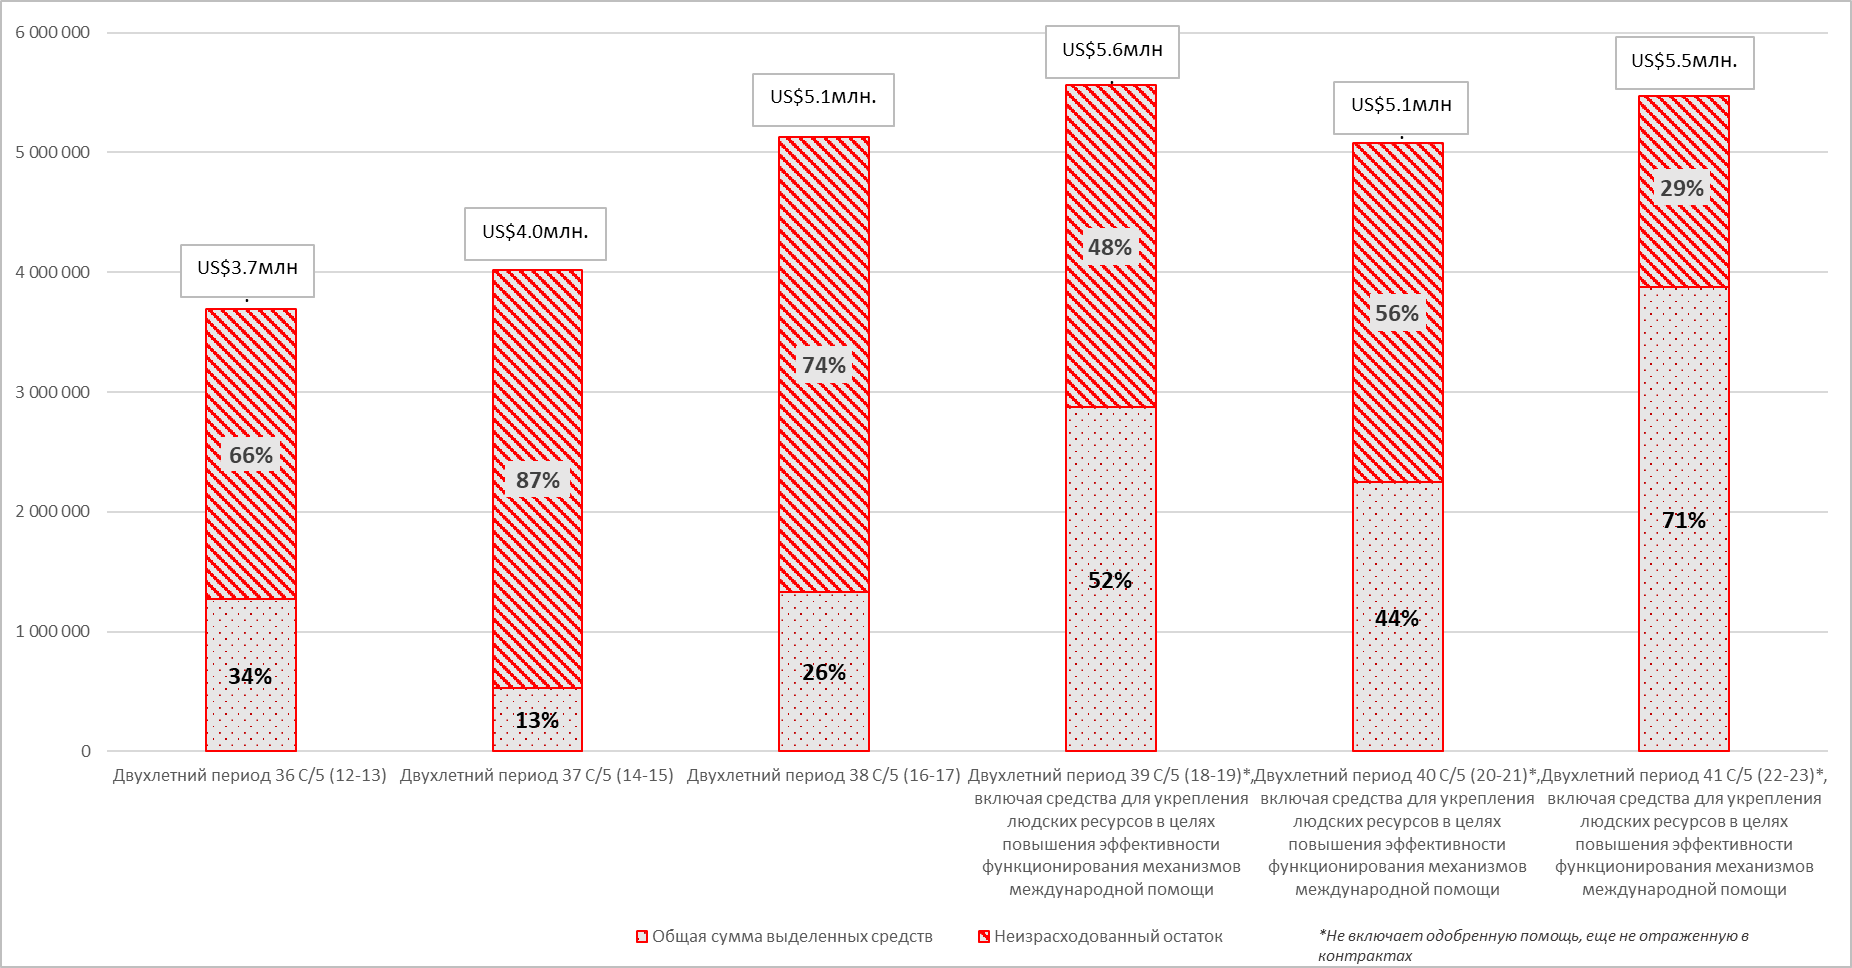 6 000 000
5 000 000
4 000 000
3 000 000
2 000 000
1 000 000
0
US$3.7млн
.
US$4.0млн.
US$5.1млн.
US$5.6млн
.
US$5.1млн
.
US$5.5млн.
66%
34%
87%
13%
74%
26%
48%
52%
56%
44%
29%
71%
Двухлетний период 36 C/5 (12-13)
Двухлетний период 37 C/5 (14-15)
Двухлетний период 38 C/5 (16-17)
Двухлетний период 39 C/5 (18-19)*,
включая средства для укрепления
людских ресурсов в целях
повышения эффективности
функционирования механизмов
международной помощи
Двухлетний период 40 C/5 (20-21)*,
включая средства для укрепления
людских ресурсов в целях
повышения эффективности
функционирования механизмов
международной помощи
Двухлетний период 41 C/5 (22-23)*,
включая средства для укрепления
людских ресурсов в целях
повышения эффективности
функционирования механизмов
международной помощи
Общая сумма выделенных средств
Неизрасходованный остаток
*Не включает одобренную помощь, еще не отраженную в
контрактах